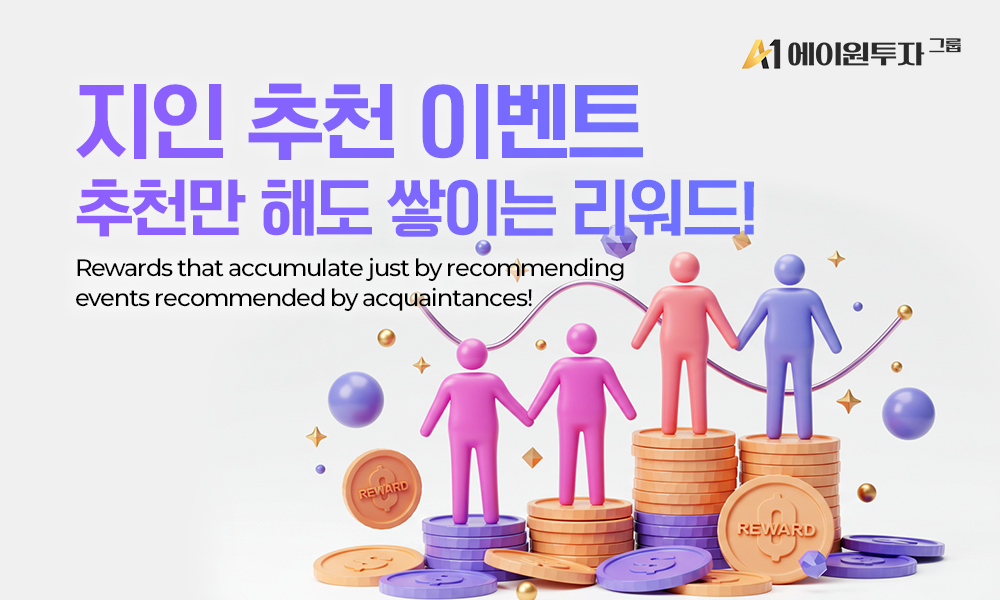 A1 에이원투자그룹
지인 추천 이벤트
추천만 해도 쌓이는 리워드!
Rewards that accumulate just by recommending
events recommended by acquaintances!
REWARD
REWARD